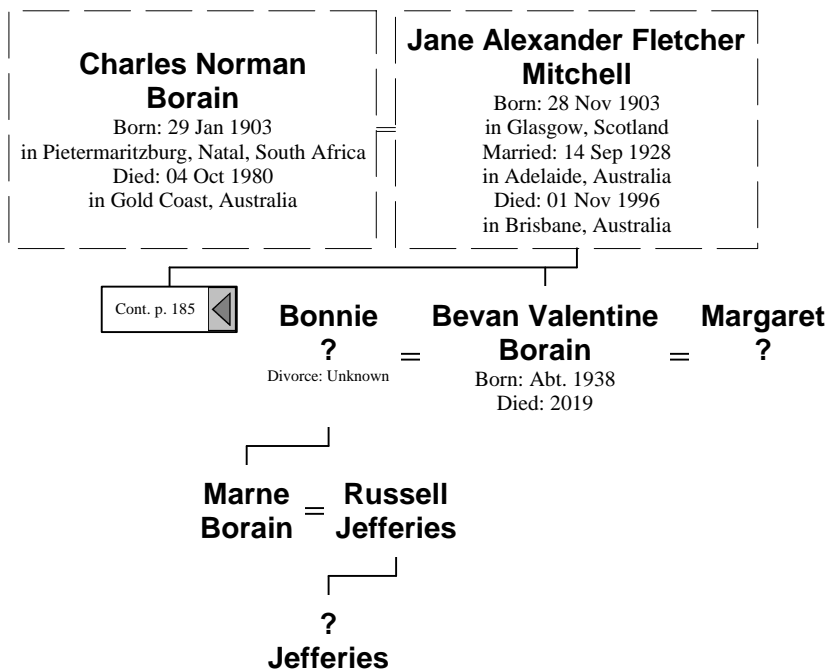 Charles Norman
Borain
Born: 29 Jan 1903
in Pietermaritzburg, Natal, South Africa
Died: 04 Oct 1980
in Gold Coast, Australia
Jane Alexander Fletcher
Mitchell
Born: 28 Nov 1903
in Glasgow, Scotland
Married: 14 Sep 1928
in Adelaide, Australia
Died: 01 Nov 1996
in Brisbane, Australia
Cont. p. 185
Bonnie
?
Divorce: Unknown
=
Bevan Valentine
Borain
Born: Abt. 1938
Died: 2019
=
Margaret
?
Marne
Borain
=
Russell
Jefferies
?
Jefferies